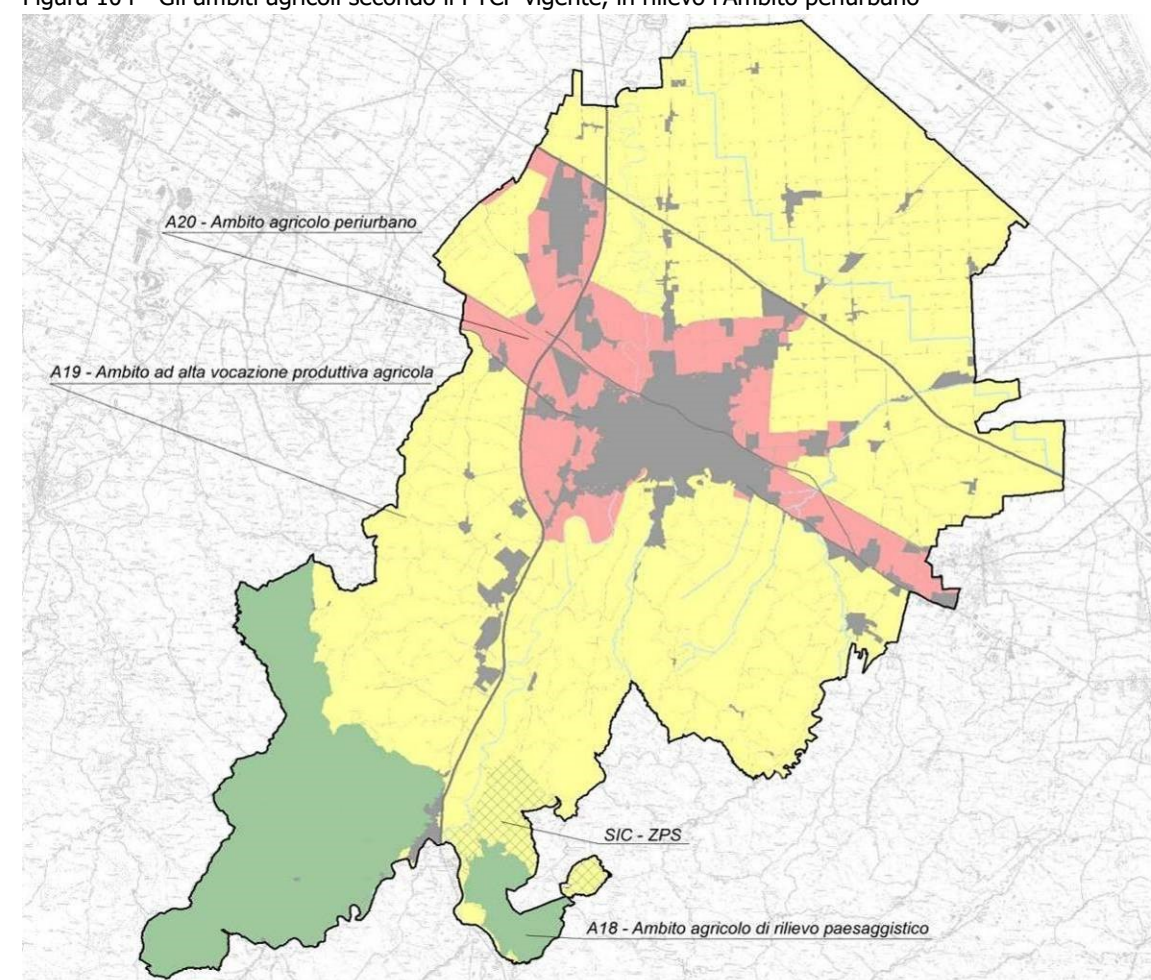 Figura 104 - Gli ambiti agricoli secondo il PTCP vigente, in rilievo l'Ambito periurbano
A20 - Ambito agricolo periurbano
A19 - Ambito ad alta vocazione produttiva agricola
SIC - ZPS
A18 - Ambito agricolo di rilievo paesaggistico